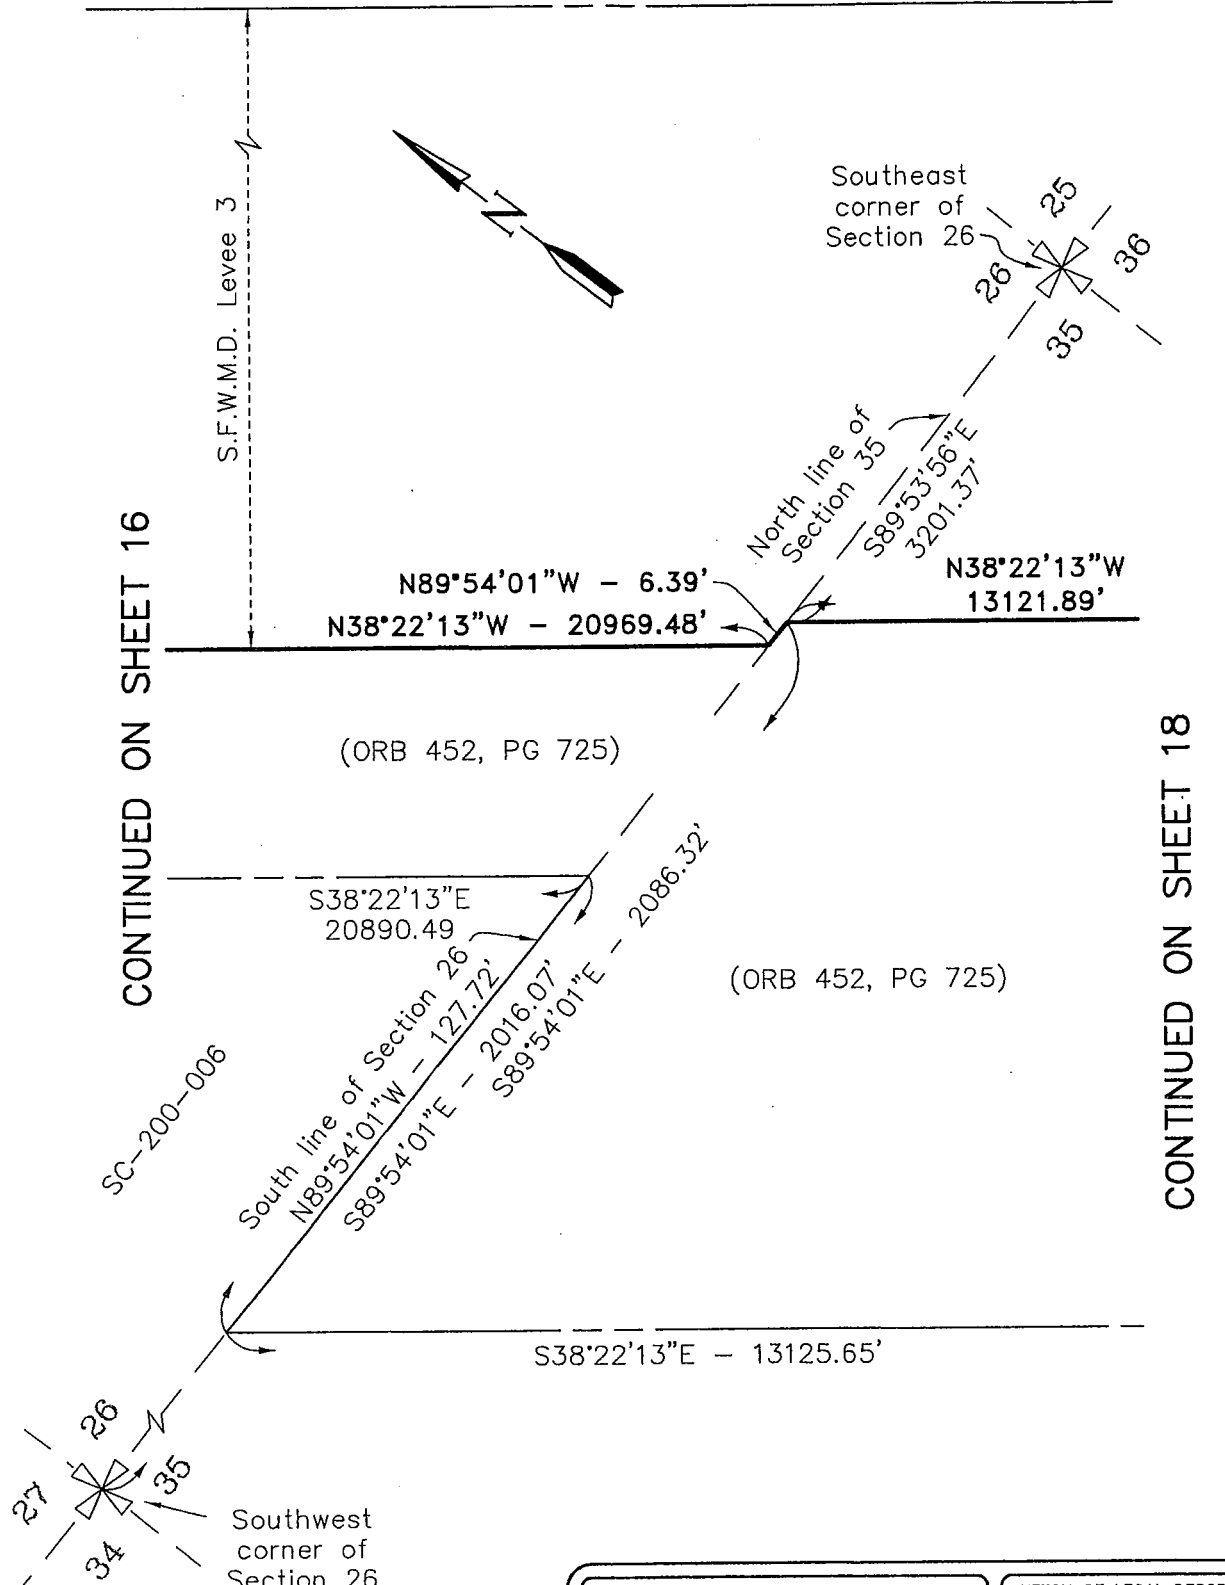 S.F.W.M.D. Levee 3
N
Southeast
corner of
Section 26
25
26
36
35
North line of
Section 35
S89°53'56"E
3201.37'
CONTINUED ON SHEET 16
N89°54'01"W - 6.39'
N38°22'13"W - 20969.48'
N38°22'13"W
13121.89'
(ORB 452, PG 725)
S38°22'13"E
20890.49
South line of Section 26
N89°54'01"W - 127.72'
S89°54'01"E - 2016.07'
S89°54'01"E - 2086.32'
(ORB 452, PG 725)
CONTINUED ON SHEET 18
SC-200-006
S38°22'13"E - 13125.65'
26
27
35
34
Southwest
corner of
Section 26